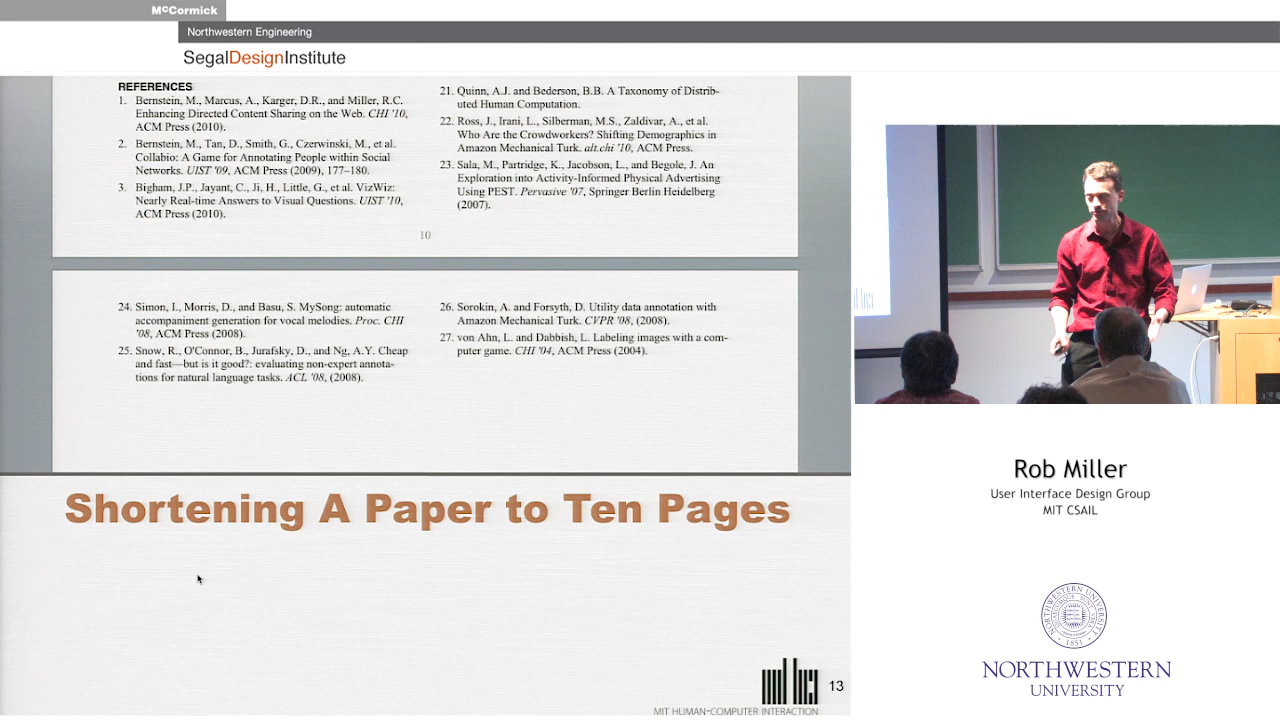 McCormick
Northwestern Engineering
SegalDesignInstitute
REFERENCES
1. Bernstein, M., Marcus, A., Karger, D.R., and Miller, R.C.
Enhancing Directed Content Sharing on the Web. CHI '10,
ACM Press (2010).
2. Bernstein, M., Tan, D., Smith, G., Czerwinski, M., et al.
Collabio: A Game for Annotating People within Social
Networks. UIST '09, ACM Press (2009), 177–180.
3. Bigham, J.P., Jayant, C., Ji, H., Little, G., et al. VizWiz:
Nearly Real-time Answers to Visual Questions. UIST '10,
ACM Press (2010).
21. Quinn, A.J. and Bederson, B.B. A Taxonomy of Distrib-
uted Human Computation.
22. Ross, J., Irani, L., Silberman, M.S., Zaldivar, A., et al.
Who Are the Crowdworkers? Shifting Demographics in
Amazon Mechanical Turk. alt.chi '10, ACM Press.
23. Sala, M., Partridge, K., Jacobson, L., and Begole, J. An
Exploration into Activity-Informed Physical Advertising
Using PEST. Pervasive '07, Springer Berlin Heidelberg
(2007).
10
24. Simon, I., Morris, D., and Basu, S. MySong: automatic
accompaniment generation for vocal melodies. Proc. CHI
'08, ACM Press (2008).
25. Snow, R., O'Connor, B., Jurafsky, D., and Ng, A.Y. Cheap
and fast—but is it good?: evaluating non-expert annota-
tions for natural language tasks. ACL '08, (2008).
26. Sorokin, A. and Forsyth, D. Utility data annotation with
Amazon Mechanical Turk. CVPR '08, (2008).
27. von Ahn, L. and Dabbish, L. Labeling images with a com-
puter game. CHI '04, ACM Press (2004).
Shortening A Paper to Ten Pages
13
MIT HUMAN-COMPUTER INTERACTION
Rob Miller
User Interface Design Group
MIT CSAIL
1851
NORTHWESTERN
UNIVERSITY